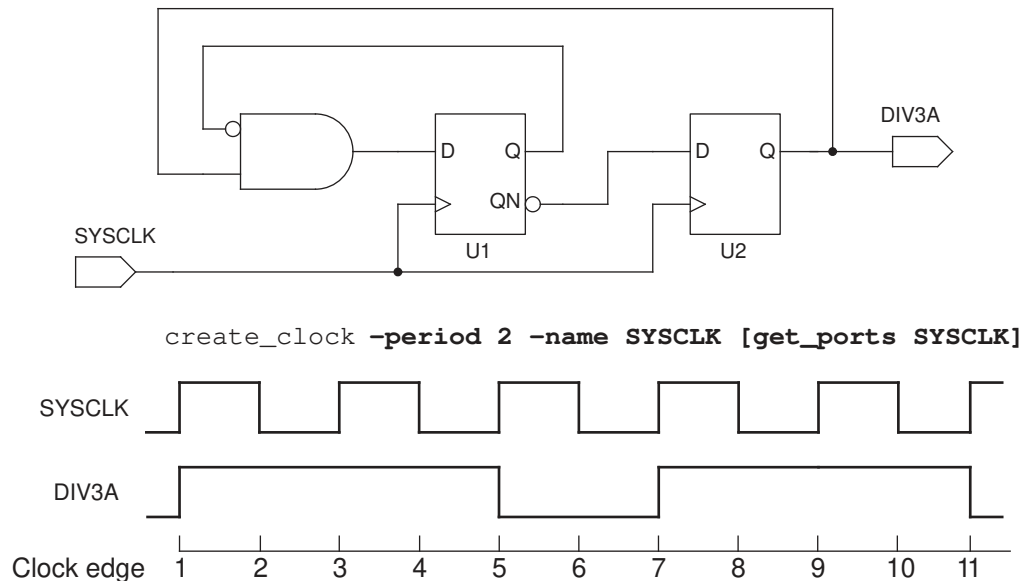 DIV3A
D Q D Q
QN
SYSCLK
U1 U2
create_clock –period 2 –name SYSCLK [get_ports SYSCLK]
SYSCLK
DIV3A
Clock edge 1 2 3 4 5 6 7 8 9 10 11